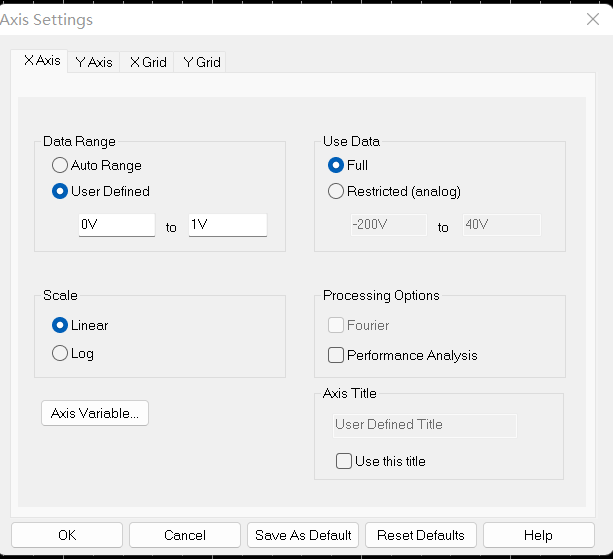 Axis Settings
X Axis
Y Axis
X Grid
Y Grid
Data Range
Auto Range
User Defined
0V to 1V
Use Data
Full
Restricted (analog)
-200V to 40V
Scale
Linear
Log
Processing Options
Fourier
Performance Analysis
Axis Variable...
Axis Title
User Defined Title
Use this title
OK
Cancel
Save As Default
Reset Defaults
Help